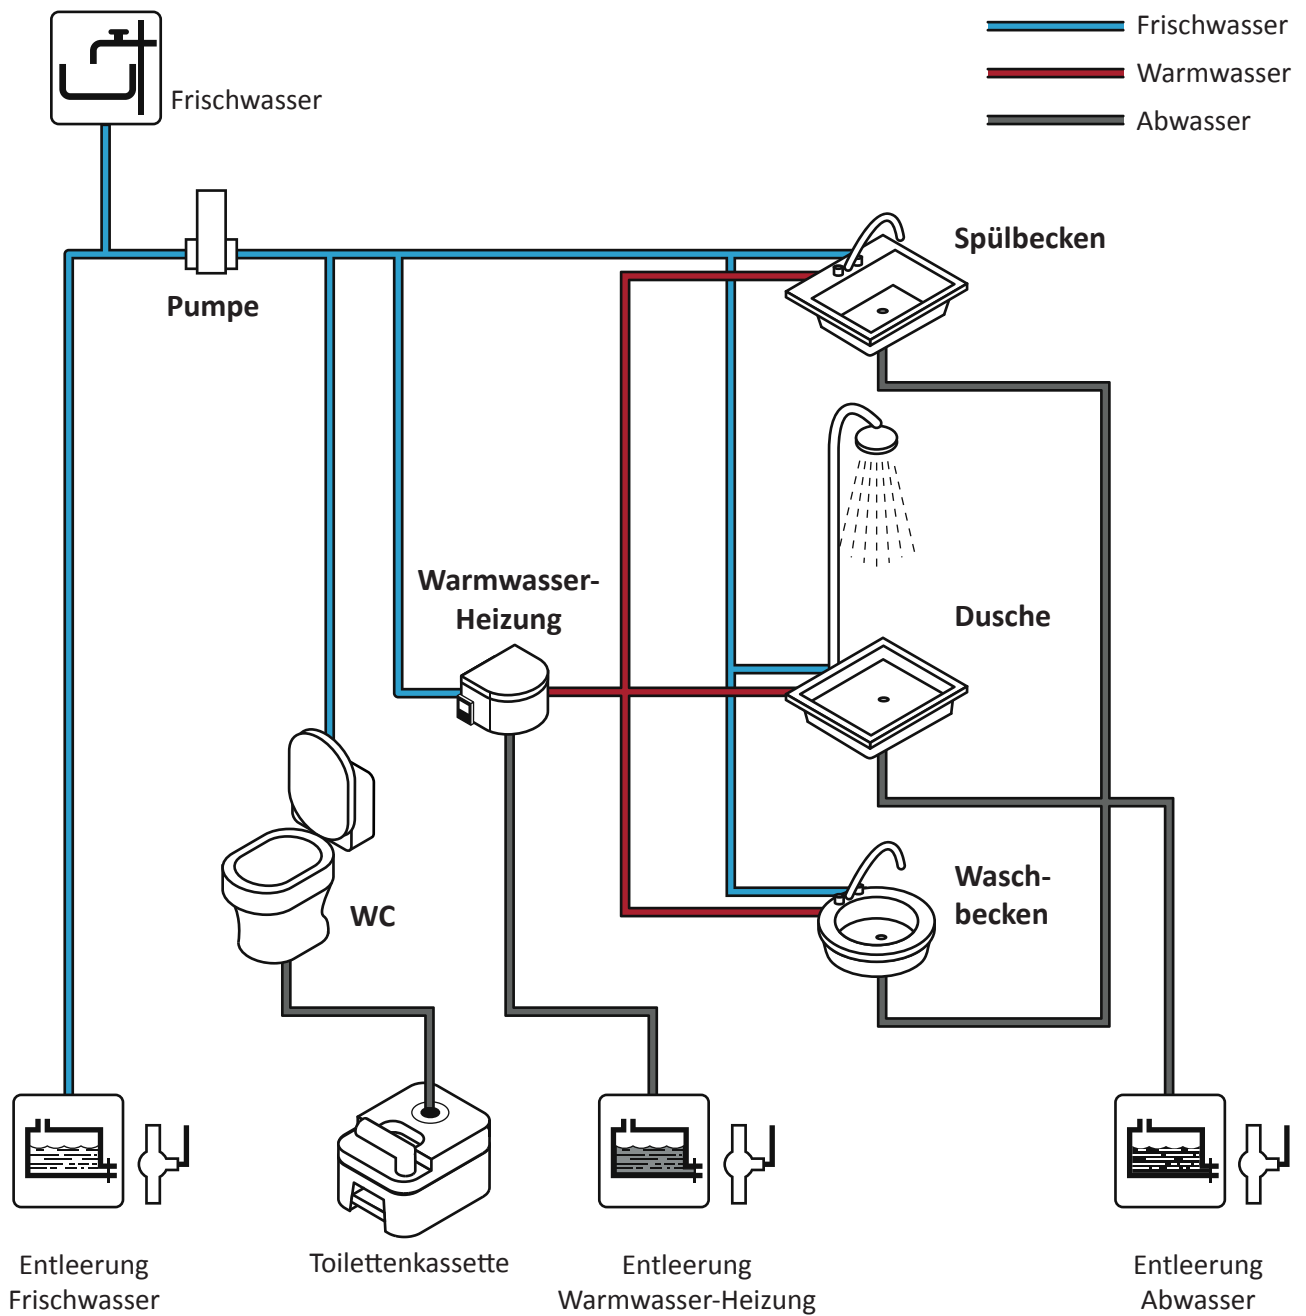 Frischwasser
Warmwasser
Abwasser
Frischwasser
Pumpe
Spülbecken
Warmwasser-
Heizung
Dusche
WC
Wasch-
becken
Entleerung
Frischwasser
Toilettenkassette
Entleerung
Warmwasser-Heizung
Entleerung
Abwasser